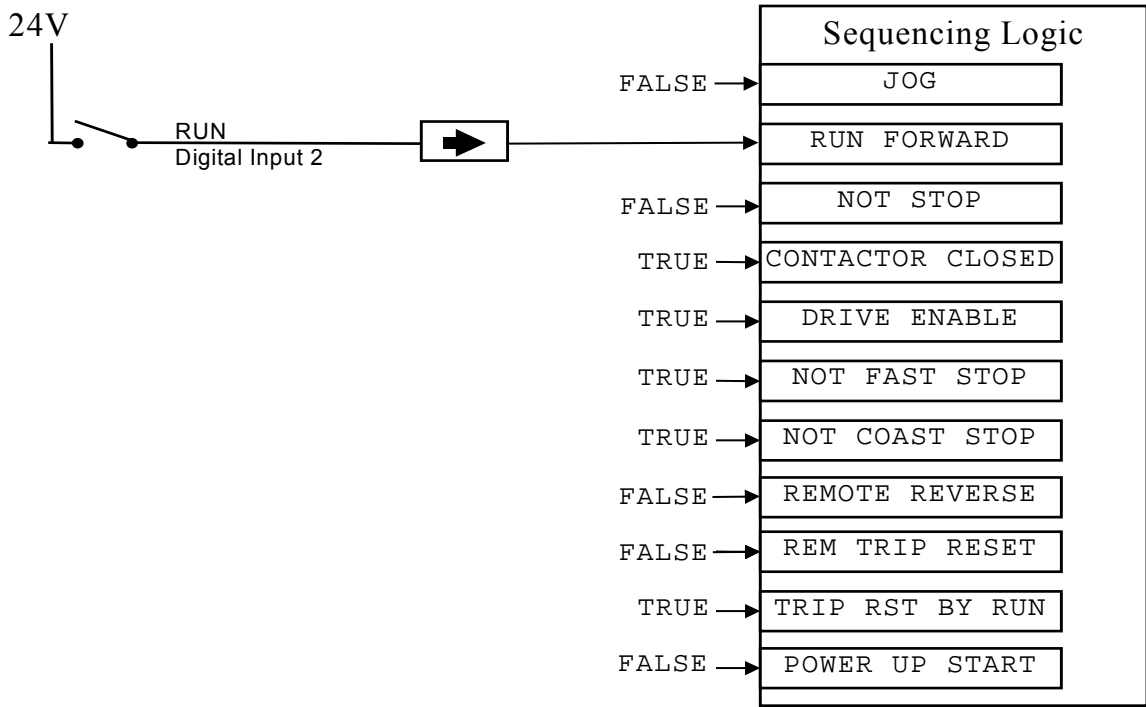 24V
Sequencing Logic
FALSE JOG
RUN RUN FORWARD
Digital Input 2
FALSE NOT STOP
TRUE CONTACTOR CLOSED
TRUE DRIVE ENABLE
TRUE NOT FAST STOP
TRUE NOT COAST STOP
FALSE REMOTE REVERSE
FALSE REM TRIP RESET
TRUE TRIP RST BY RUN
FALSE POWER UP START